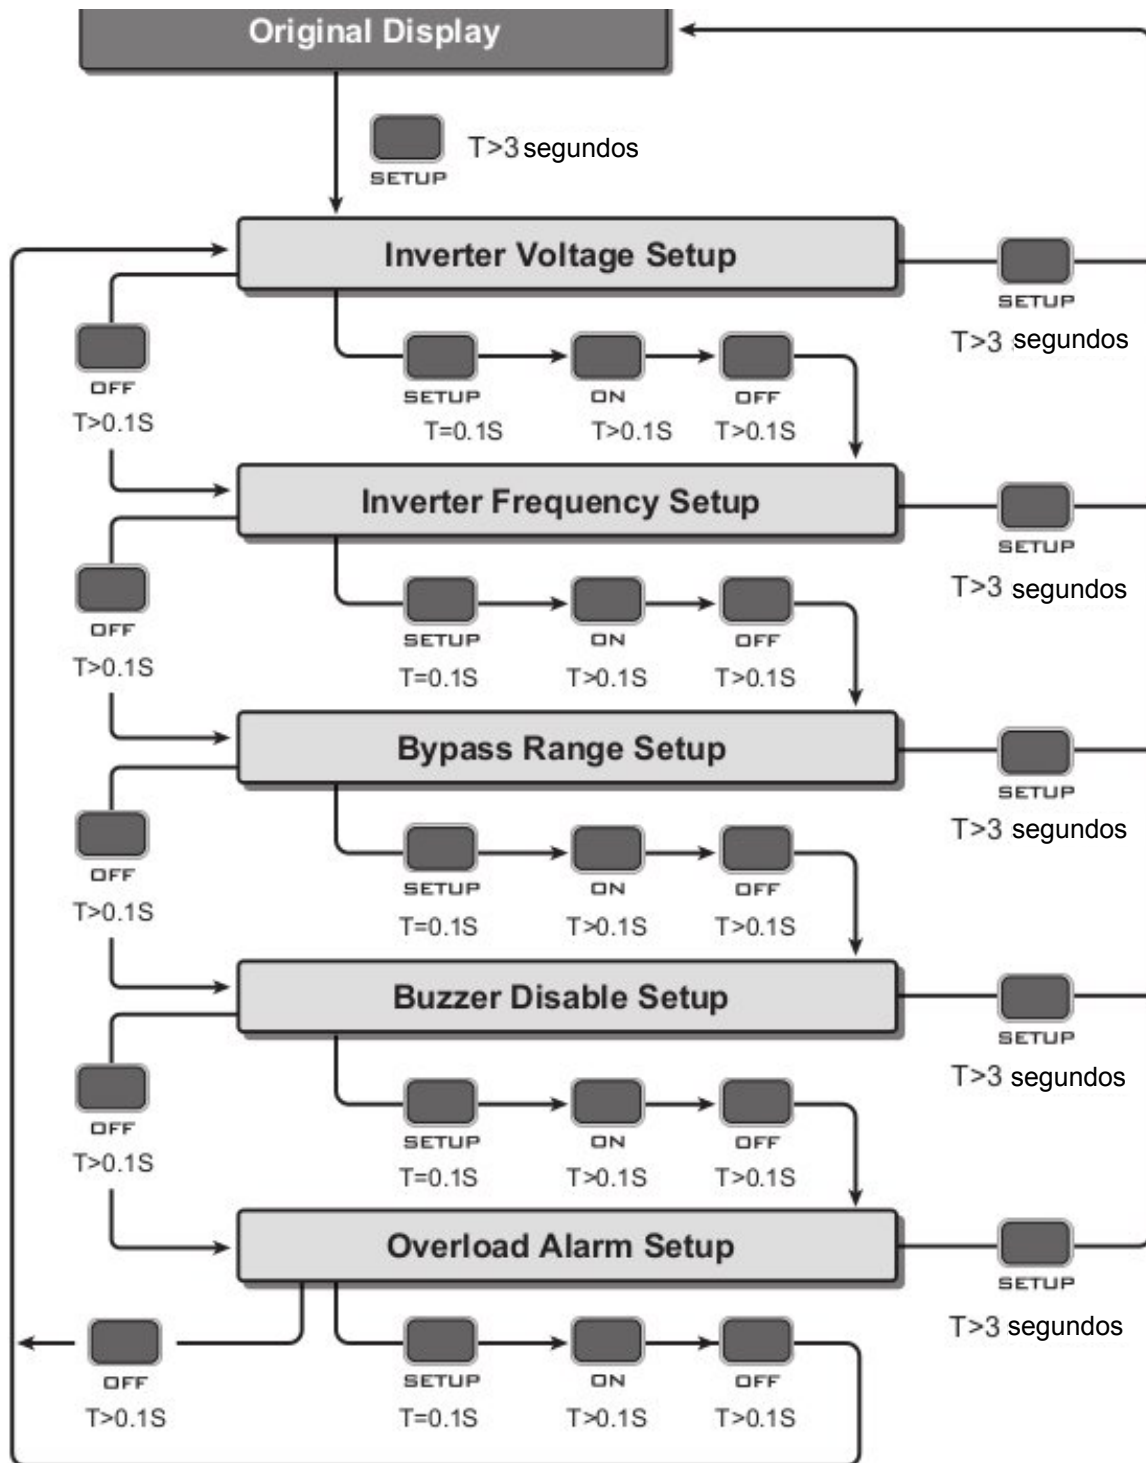 Original Display
T>3 segundos
SETUP
Inverter Voltage Setup
SETUP
T>3 segundos
OFF
T>0.1S
SETUP
ON
OFF
T=0.1S
T>0.1S
T>0.1S
Inverter Frequency Setup
SETUP
T>3 segundos
OFF
T>0.1S
SETUP
ON
OFF
T=0.1S
T>0.1S
T>0.1S
Bypass Range Setup
SETUP
T>3 segundos
OFF
T>0.1S
SETUP
ON
OFF
T=0.1S
T>0.1S
T>0.1S
Buzzer Disable Setup
SETUP
T>3 segundos
OFF
T>0.1S
SETUP
ON
OFF
T=0.1S
T>0.1S
T>0.1S
Overload Alarm Setup
SETUP
T>3 segundos
OFF
T>0.1S
SETUP
ON
OFF
T=0.1S
T>0.1S
T>0.1S